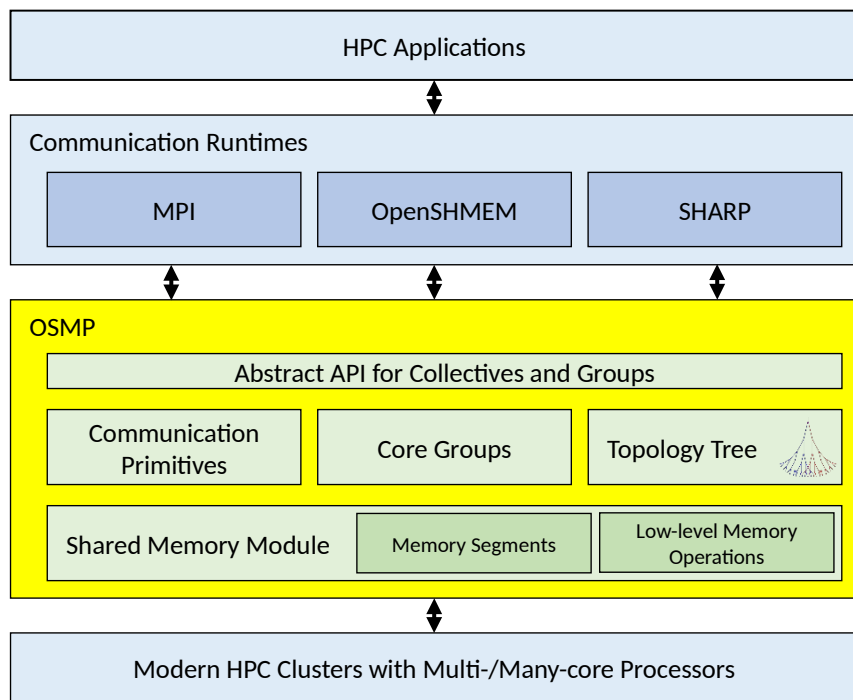 HPC Applications
Communication Runtimes
MPI
OpenSHMEM
SHARP
OSMP
Abstract API for Collectives and Groups
Communication
Primitives
Core Groups
Topology Tree
Shared Memory Module
Memory Segments
Low-level Memory
Operations
Modern HPC Clusters with Multi-/Many-core Processors